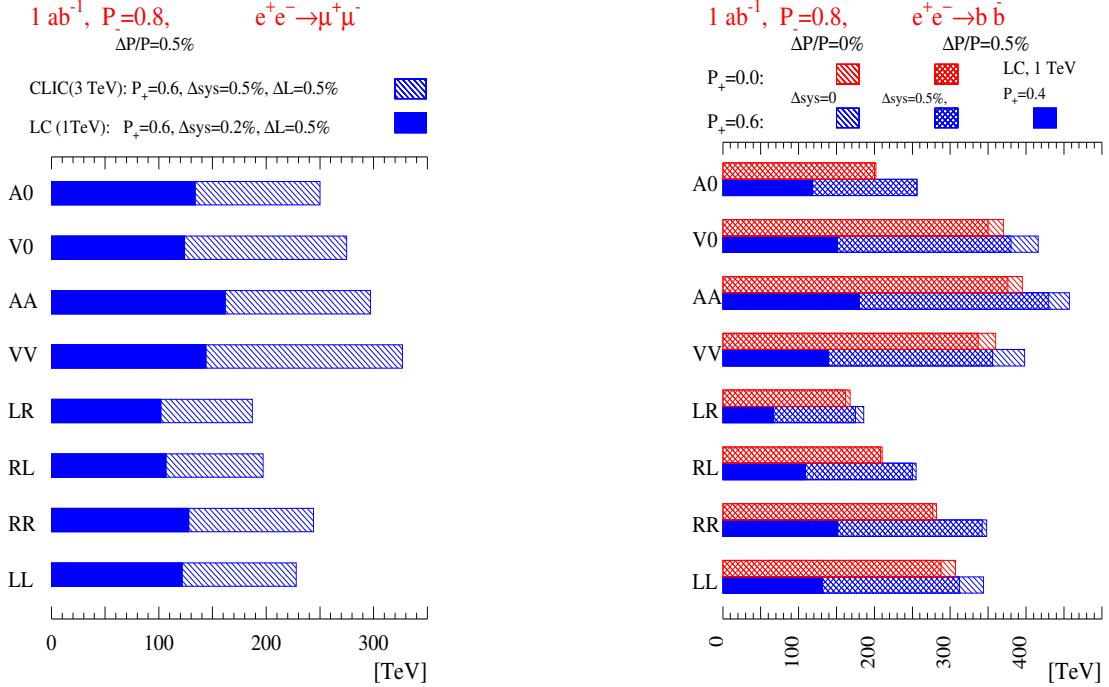 1 ab⁻¹, P₋=0.8, e⁺e⁻→μ⁺μ⁻
ΔP/P=0.5%
CLIC(3 TeV): P₊=0.6, Δsys=0.5%, ΔL=0.5%
LC (1TeV): P₊=0.6, Δsys=0.2%, ΔL=0.5%
A0
V0
AA
VV
LR
RL
RR
LL
0 100 200 300
[TeV]
1 ab⁻¹, P₋=0.8, e⁺e⁻→b b̄
ΔP/P=0% ΔP/P=0.5%
P₊=0.0: LC, 1 TeV
Δsys=0 Δsys=0.5%, P₊=0.4
P₊=0.6:
A0
V0
AA
VV
LR
RL
RR
LL
0 100 200 300 400
[TeV]